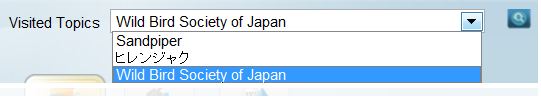 Visited Topics Wild Bird Society of Japan
Sandpiper
ヒレンジャク
Wild Bird Society of Japan